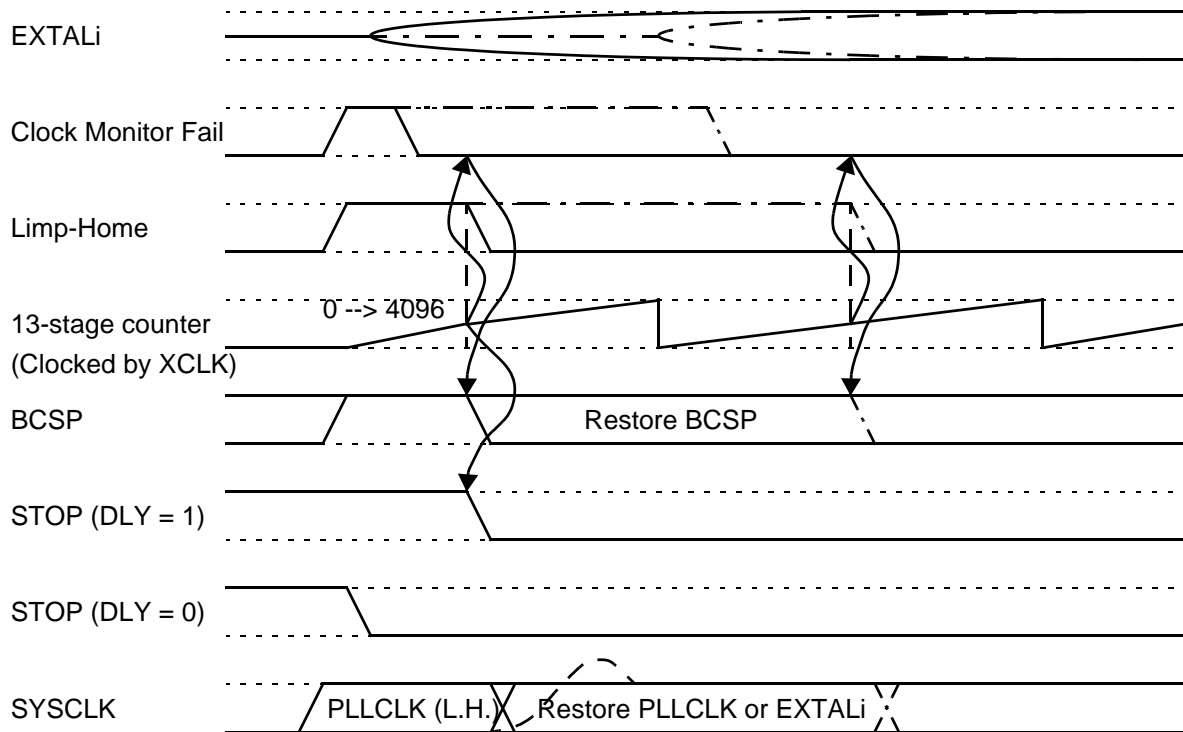 EXTALi
Clock Monitor Fail
Limp-Home
0 --> 4096
13-stage counter
(Clocked by XCLK)
BCSP
Restore BCSP
STOP (DLY = 1)
STOP (DLY = 0)
SYSCLK
PLLCLK (L.H.)
Restore PLLCLK or EXTALi